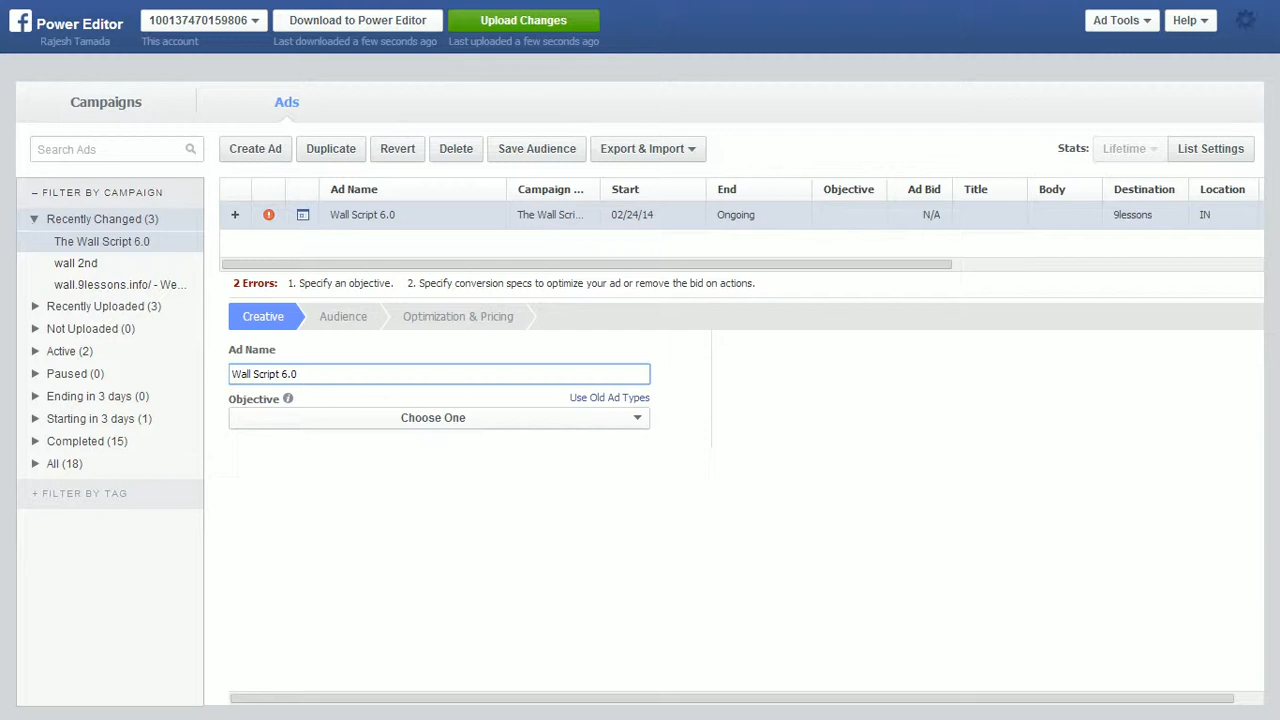 Power Editor
Rajesh Tamada
100137470159806
This account
Download to Power Editor
Last downloaded a few seconds ago
Upload Changes
Last uploaded a few seconds ago
Ad Tools
Help
Campaigns
Ads
Search Ads
Create Ad
Duplicate
Revert
Delete
Save Audience
Export & Import
Stats:
Lifetime
List Settings
– FILTER BY CAMPAIGN
Recently Changed (3)
The Wall Script 6.0
wall 2nd
wall.9lessons.info/ - We...
Recently Uploaded (3)
Not Uploaded (0)
Active (2)
Paused (0)
Ending in 3 days (0)
Starting in 3 days (1)
Completed (15)
All (18)
+ FILTER BY TAG
Ad Name Campaign ... Start End Objective Ad Bid Title Body Destination Location
+ Wall Script 6.0 The Wall Scri... 02/24/14 Ongoing N/A 9lessons IN
2 Errors: 1. Specify an objective. 2. Specify conversion specs to optimize your ad or remove the bid on actions.
Creative
Audience
Optimization & Pricing
Ad Name
Wall Script 6.0
Objective
Use Old Ad Types
Choose One